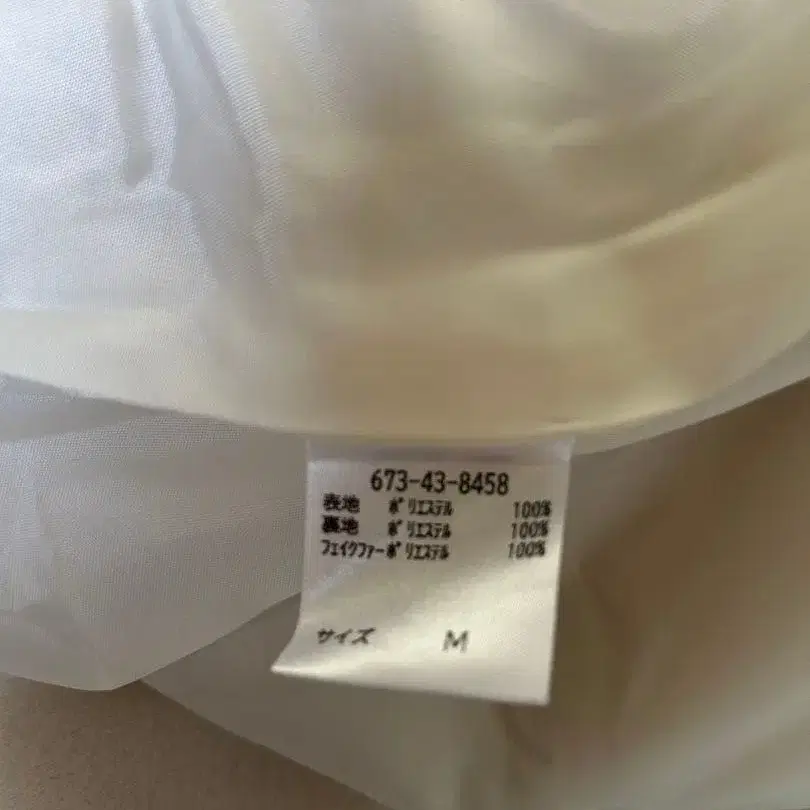 673-43-8458
表地 ﾎﾟﾘｴｽﾃﾙ 100%
裏地 ﾎﾟﾘｴｽﾃﾙ 100%
ﾌｪｲｸﾌｧｰﾎﾟﾘｴｽﾃﾙ 100%
サイズ M